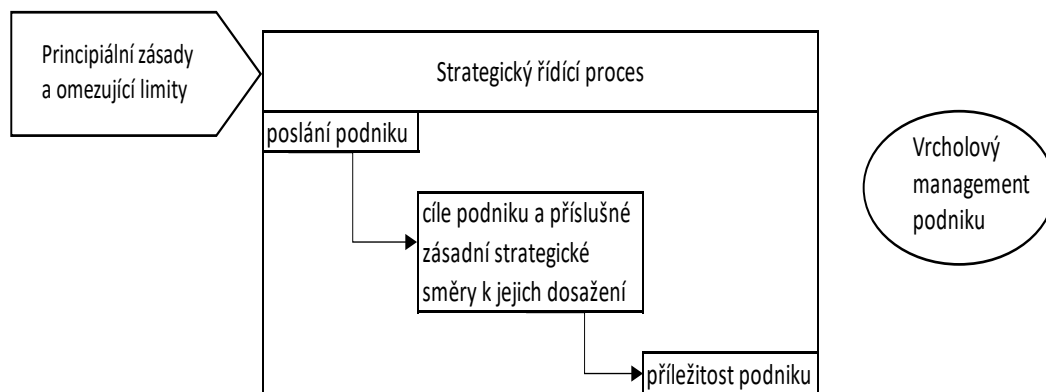 Principiální zásady
a omezující limity
Strategický řídící proces
poslání podniku
Vrcholový
management
podniku
cíle podniku a příslušné
zásadní strategické
směry k jejich dosažení
příležitost podniku